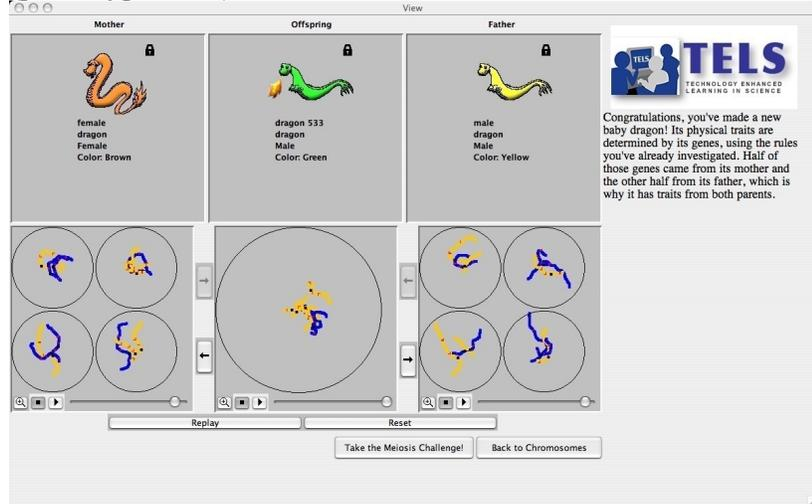 View
Mother
Offspring
Father
female
dragon
Female
Color: Brown
dragon 533
dragon
Male
Color: Green
male
dragon
Male
Color: Yellow
TELS
TELS
TECHNOLOGY ENHANCED
LEARNING IN SCIENCE
Congratulations, you've made a new
baby dragon! Its physical traits are
determined by its genes, using the rules
you've already investigated. Half of
those genes came from its mother and
the other half from its father, which is
why it has traits from both parents.
Replay
Reset
Take the Meiosis Challenge!
Back to Chromosomes